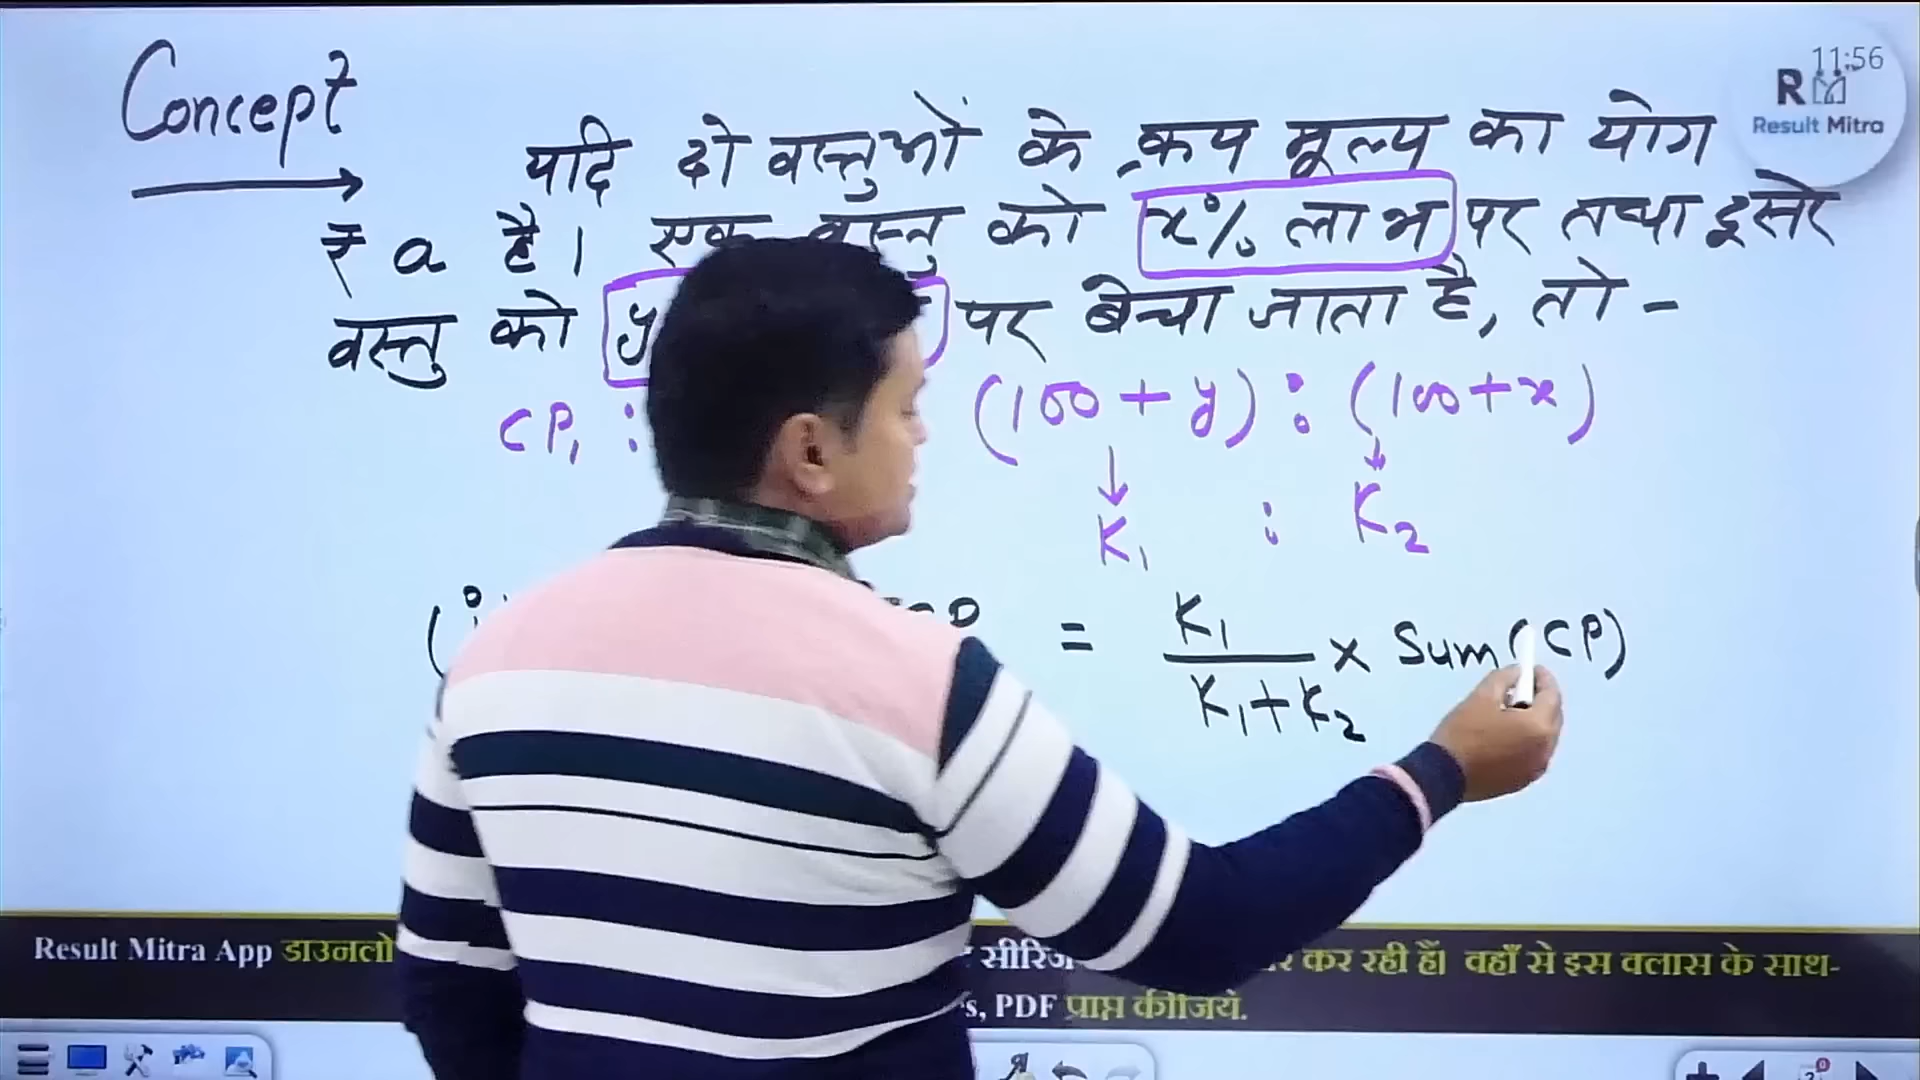 11:56
RM
Result Mitra
Concept
यदि दो वस्तुओं के क्रय मूल्य का योग
₹ a है। एक वस्तु को x% लाभ पर तथा दूसरे
वस्तु को y पर बेचा जाता है, तो -
CP₁ : (100 + y) : (100 + x)
K₁ : K₂
= K₁ / K₁+K₂ × Sum(CP)
Result Mitra App सीरिज कर रही हैं। वहाँ से इस क्लास के साथ-
PDF प्राप्त कीजिये.